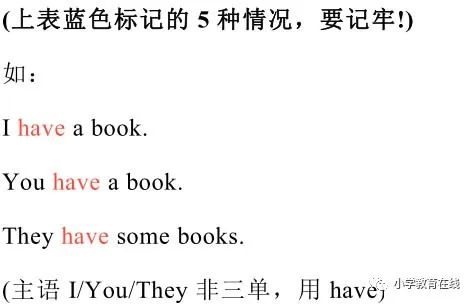 (上表蓝色标记的 5 种情况，要记牢!)
如：
I have a book.
You have a book.
They have some books.
(主语 I/You/They 非三单，用 have)
小学教育在线